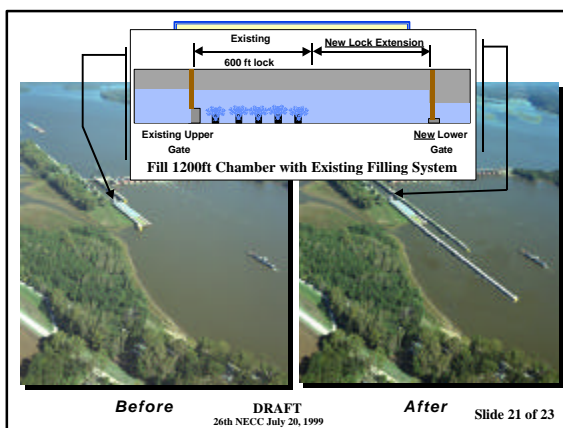 Existing
New Lock Extension
600 ft lock
Existing Upper
Gate
New Lower
Gate
Fill 1200ft Chamber with Existing Filling System
Before
DRAFT
26th NECC July 20, 1999
After
Slide 21 of 23